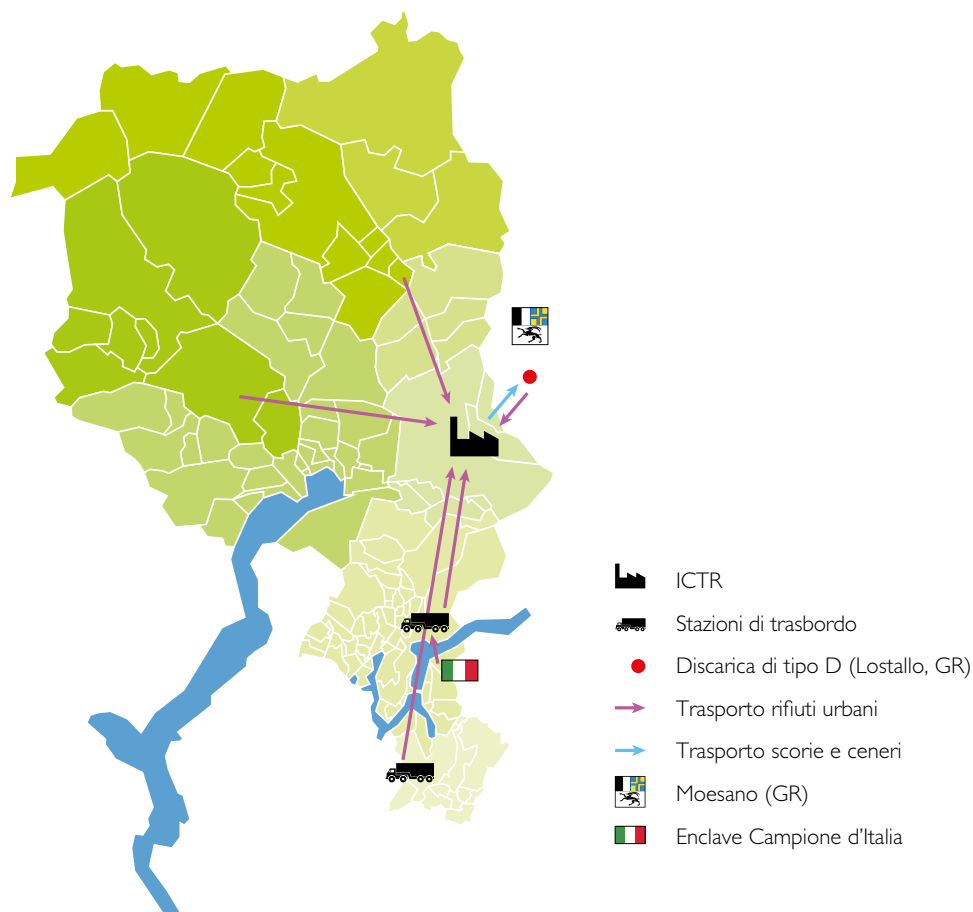 ICTR
Stazioni di trasbordo
Discarica di tipo D (Lostallo, GR)
Trasporto rifiuti urbani
Trasporto scorie e ceneri
Moesano (GR)
Enclave Campione d'Italia